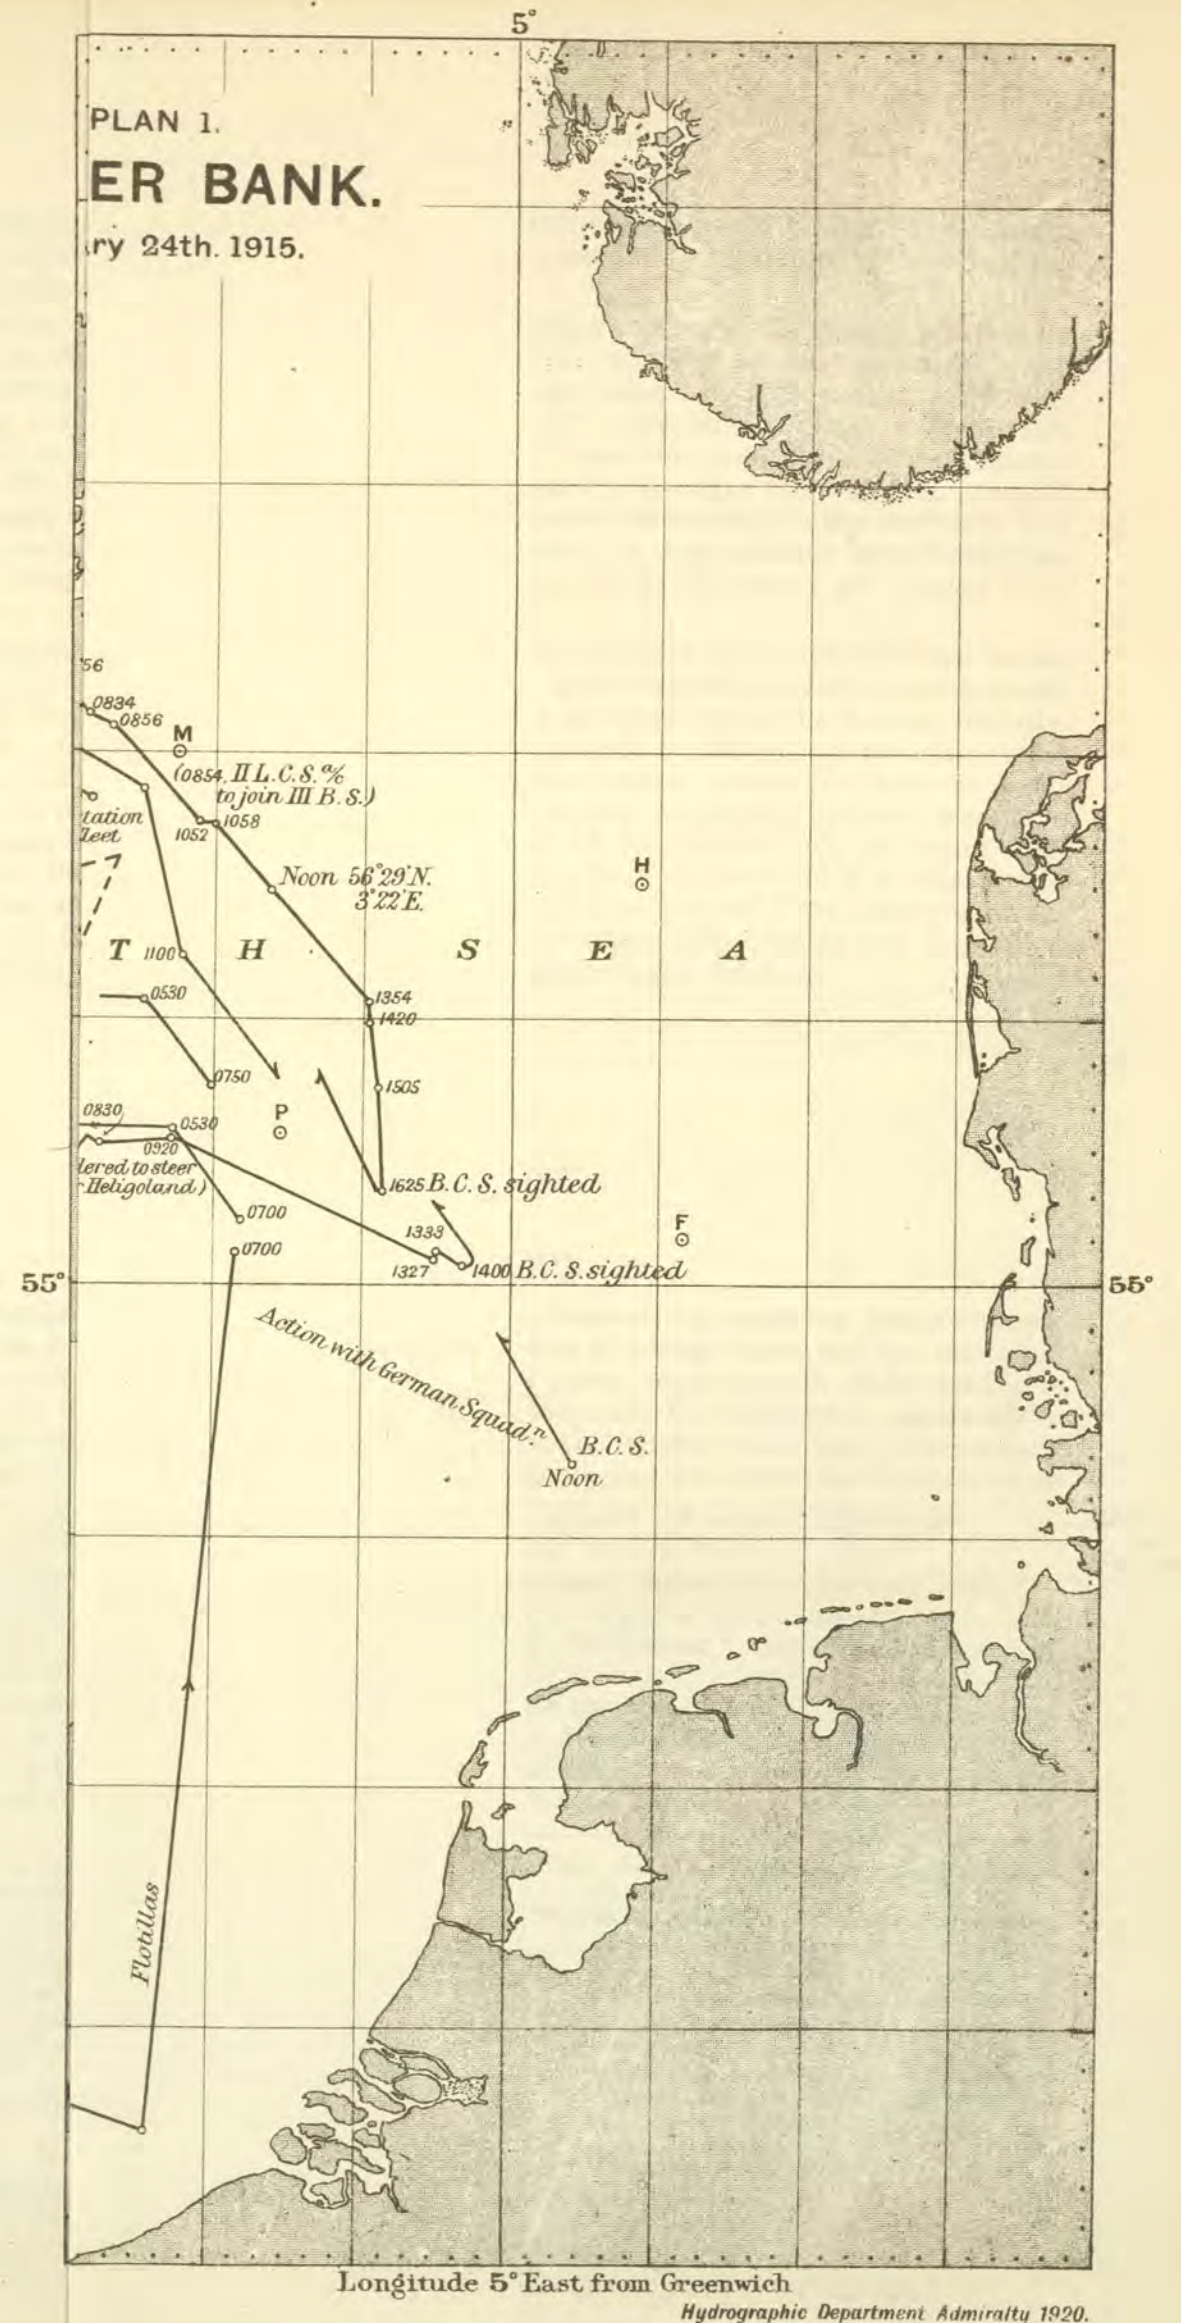 5°
PLAN 1.
ER BANK.
ry 24th. 1915.
56
0834
0856
M
(0854. II L.C.S. a/c
to join III B.S.)
1052
1058
tation
leet
Noon 56°29'N.
3°22'E.
H
T H S E A
1100
0530
1354
1420
0750
1505
P
0830
0530
0920
dered to steer
Heligoland)
1625 B.C.S. sighted
0700
0700
1333
1327
1400 B.C.S. sighted
F
55°
55°
Action with German Squadn.
B.C.S.
Noon
Flotillas
Longitude 5° East from Greenwich
Hydrographic Department Admiralty 1920.